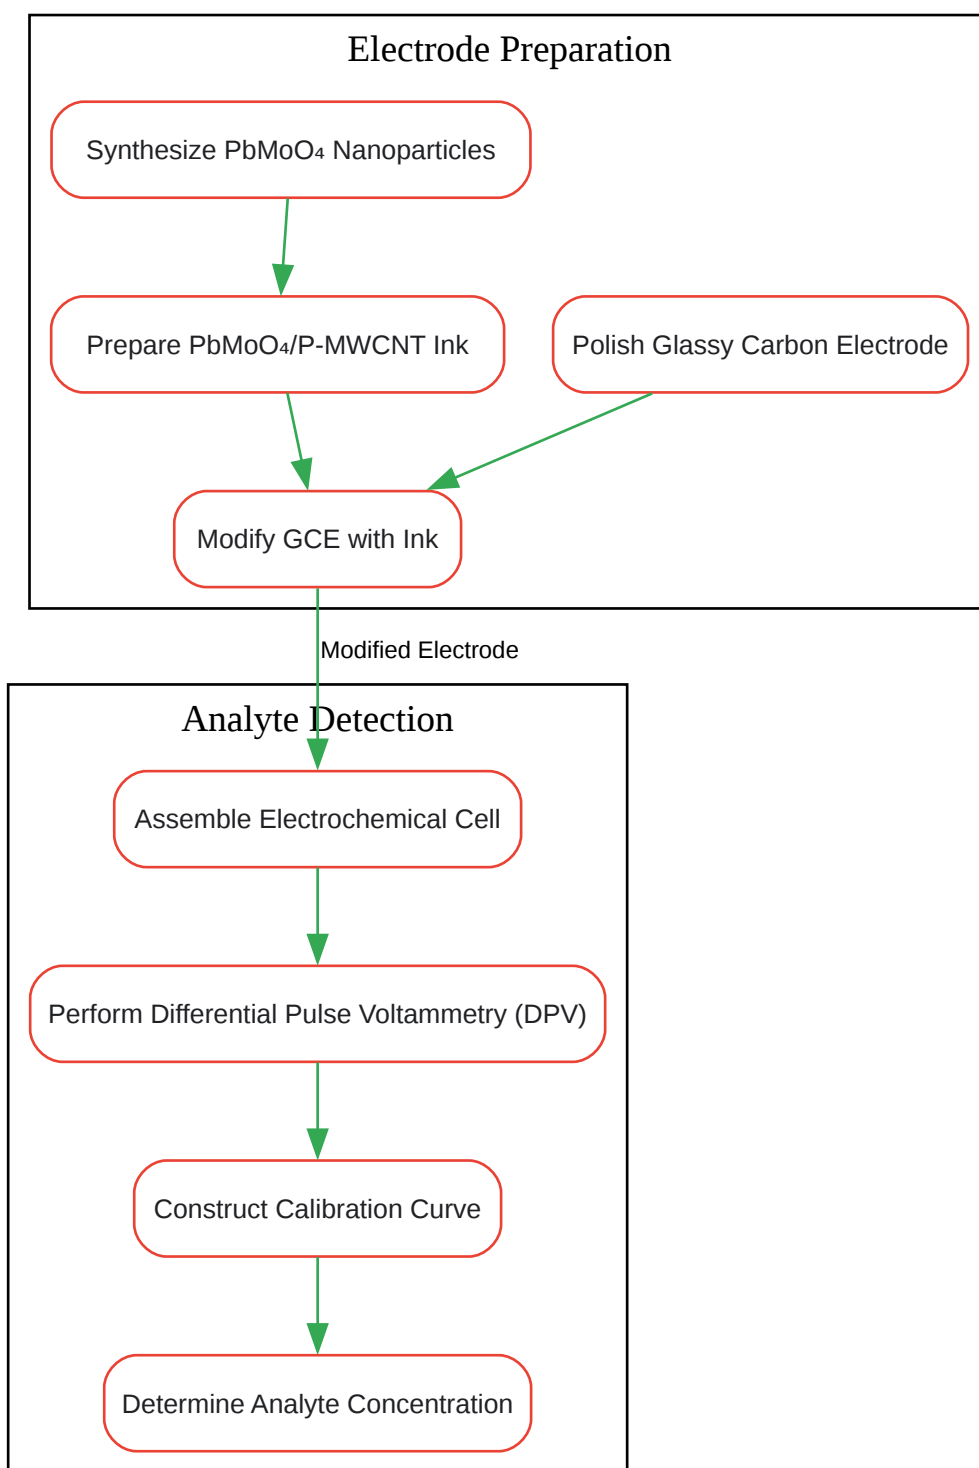 Electrode Preparation
Synthesize PbMoO₄ Nanoparticles
Prepare PbMoO₄/P-MWCNT Ink
Polish Glassy Carbon Electrode
Modify GCE with Ink
Modified Electrode
Analyte Detection
Assemble Electrochemical Cell
Perform Differential Pulse Voltammetry (DPV)
Construct Calibration Curve
Determine Analyte Concentration